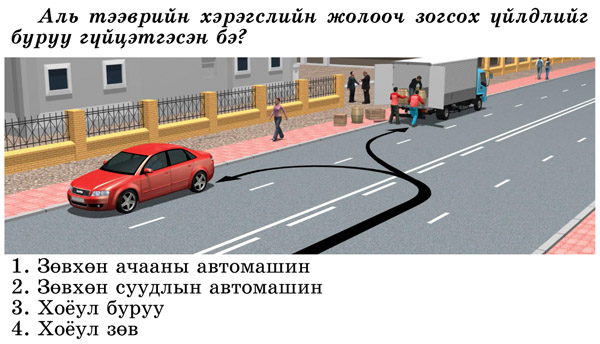 Аль тээврийн хэрэгслийн жолооч зогсох үйлдлийг
буруу гүйцэтгэсэн бэ?
1. Зөвхөн ачааны автомашин
2. Зөвхөн суудлын автомашин
3. Хоёул буруу
4. Хоёул зөв